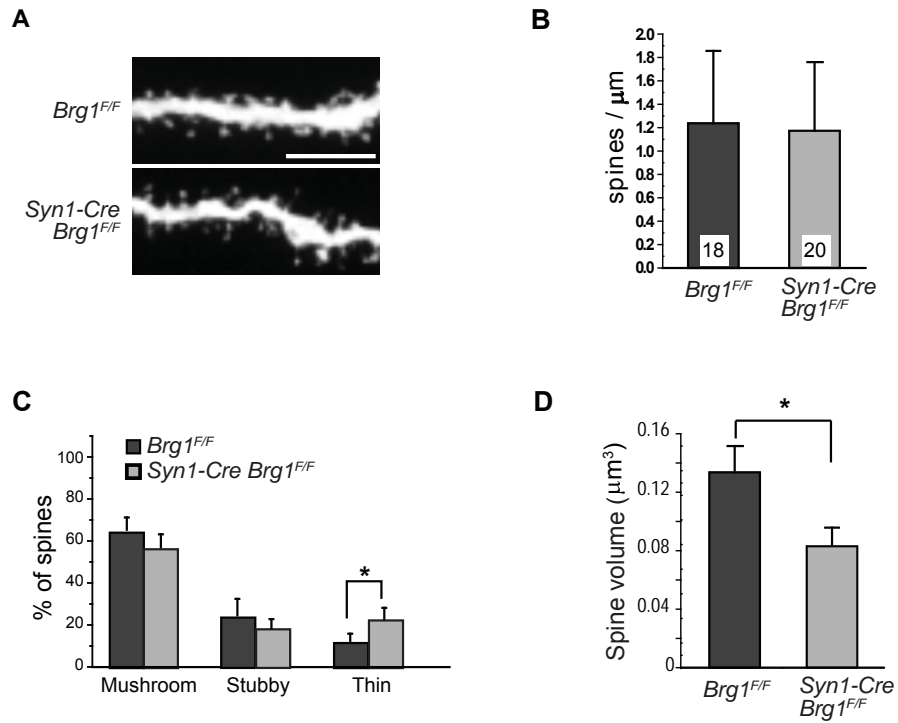 A
Brg1F/F
Syn1-Cre
Brg1F/F
B
spines / μm
2.0
1.8
1.6
1.4
1.2
1.0
0.8
0.6
0.4
0.2
0.0
18
20
Brg1F/F
Syn1-Cre
Brg1F/F
C
Brg1F/F
Syn1-Cre Brg1F/F
% of spines
100
80
60
40
20
0
*
Mushroom
Stubby
Thin
D
*
Spine volume (μm3)
0.16
0.12
0.08
0.04
0
Brg1F/F
Syn1-Cre
Brg1F/F